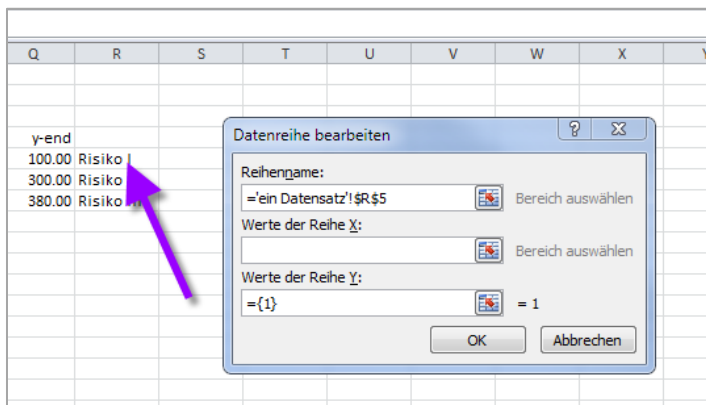 Q R S T U V W X Y
y-end
100.00 Risiko I
300.00 Risiko
380.00 Risiko
Datenreihe bearbeiten
Reihenname:
='ein Datensatz'!$R$5
Bereich auswählen
Werte der Reihe X:
Bereich auswählen
Werte der Reihe Y:
={1}
= 1
OK Abbrechen